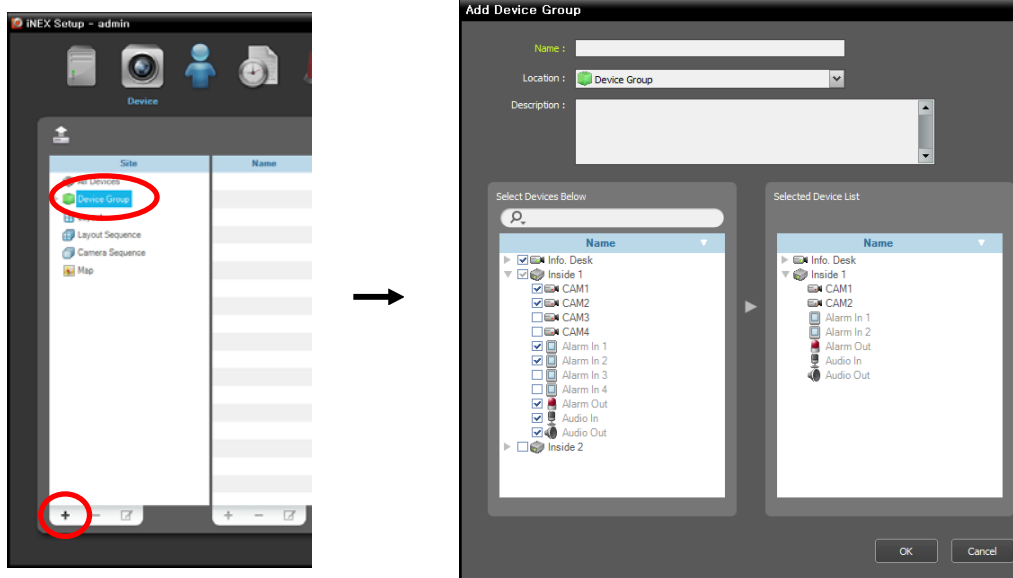 iNEX Setup - admin
Device
Site
Name
All Devices
Device Group
Layout
Layout Sequence
Camera Sequence
Map
Add Device Group
Name :
Location :
Device Group
Description :
Select Devices Below
Name
Info. Desk
Inside 1
CAM1
CAM2
CAM3
CAM4
Alarm In 1
Alarm In 2
Alarm In 3
Alarm In 4
Alarm Out
Audio In
Audio Out
Inside 2
Selected Device List
Name
Info. Desk
Inside 1
CAM1
CAM2
Alarm In 1
Alarm In 2
Alarm Out
Audio In
Audio Out
OK
Cancel